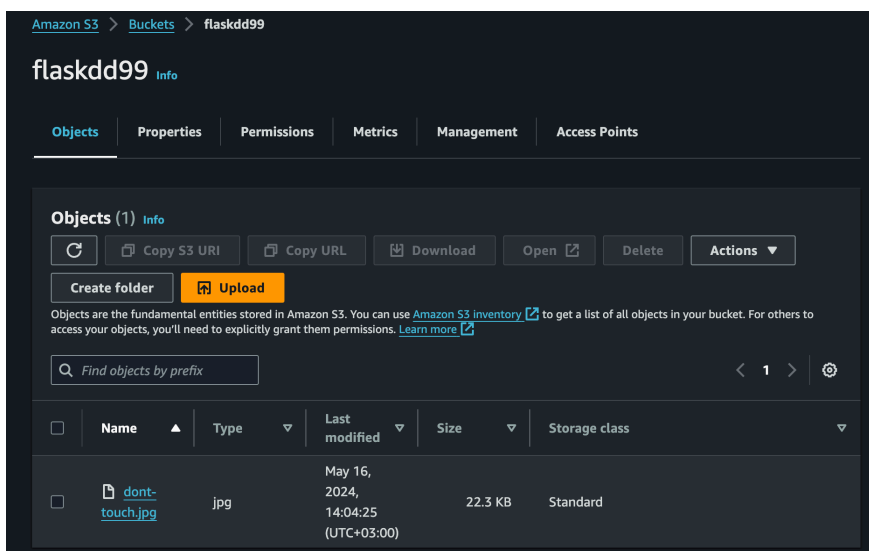 Amazon S3 > Buckets > flaskdd99
flaskdd99 Info
Objects Properties Permissions Metrics Management Access Points
Objects (1) Info
Copy S3 URI Copy URL Download Open Delete Actions ▼
Create folder Upload
Objects are the fundamental entities stored in Amazon S3. You can use Amazon S3 inventory to get a list of all objects in your bucket. For others to
access your objects, you'll need to explicitly grant them permissions. Learn more
Find objects by prefix < 1 >
Name ▲ Type ▽ Last modified ▽ Size ▽ Storage class ▽
dont-
touch.jpg
jpg
May 16,
2024,
14:04:25
(UTC+03:00)
22.3 KB
Standard